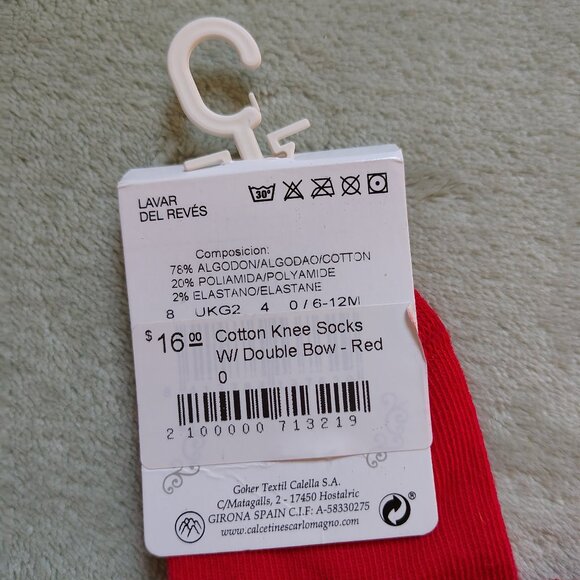 LAVAR
DEL REVÉS
30°
Composicion:
78% ALGODON/ALGODAO/COTTON
20% POLIAMIDA/POLYAMIDE
2% ELASTANO/ELASTANE
8 UKG2 4 0 / 6-12M
$16.00 Cotton Knee Socks
W/ Double Bow - Red
0
2 100000 713219
Goher Textil Calella S.A.
C/Matagalls, 2 - 17450 Hostalric
GIRONA SPAIN C.I.F: A-58330275
www.calcetinescarlomagno.com